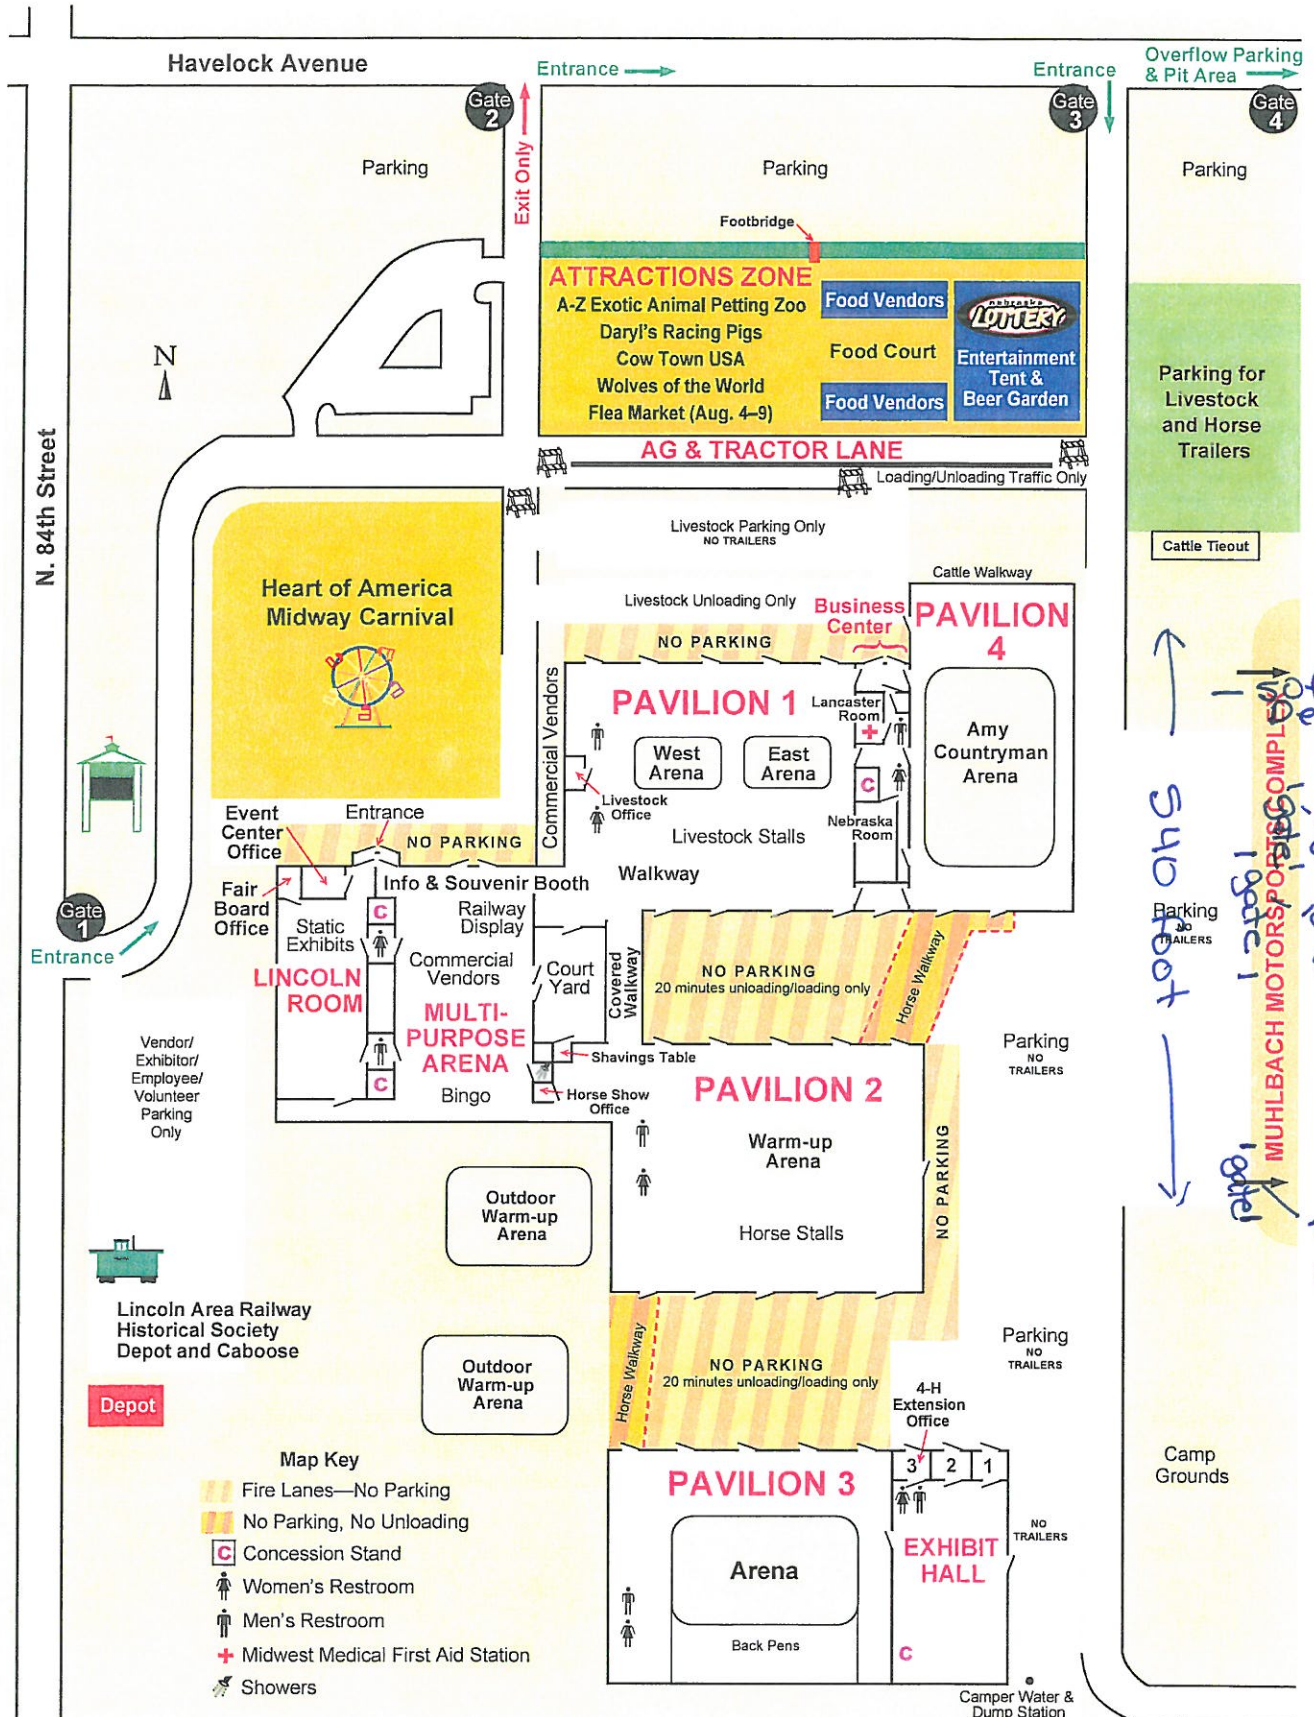 Havelock Avenue
Entrance
Entrance
Overflow Parking
& Pit Area
Gate
2
Gate
3
Gate
4
Exit Only
Parking
Parking
Parking
Footbridge
ATTRACTIONS ZONE
A-Z Exotic Animal Petting Zoo
Daryl's Racing Pigs
Cow Town USA
Wolves of the World
Flea Market (Aug. 4–9)
Food Vendors
Food Court
Food Vendors
nebraska
LOTTERY
Entertainment
Tent &
Beer Garden
Parking for
Livestock
and Horse
Trailers
N
N. 84th Street
AG & TRACTOR LANE
Loading/Unloading Traffic Only
Livestock Parking Only
NO TRAILERS
Cattle Tieout
Cattle Walkway
Heart of America
Midway Carnival
Livestock Unloading Only
Business
Center
PAVILION
4
NO PARKING
Commercial Vendors
PAVILION 1
Lancaster
Room
West
Arena
East
Arena
Amy
Countryman
Arena
C
Livestock
Office
Nebraska
Room
Livestock Stalls
Walkway
540 foot
MUHLBACH MOTORSPORTS COMPLEX
1 gate 1
1 gate 1
1 gate 1
Parking
NO
TRAILERS
Event
Center
Office
Entrance
NO PARKING
Fair
Board
Office
Info & Souvenir Booth
Gate
1
Entrance
Static
Exhibits
C
Railway
Display
Commercial
Vendors
Court
Yard
Covered
Walkway
LINCOLN
ROOM
MULTI-
PURPOSE
ARENA
C
Bingo
NO PARKING
20 minutes unloading/loading only
Horse Walkway
Shavings Table
Horse Show
Office
Parking
NO
TRAILERS
Vendor/
Exhibitor/
Employee/
Volunteer
Parking
Only
PAVILION 2
Warm-up
Arena
Horse Stalls
NO PARKING
Outdoor
Warm-up
Arena
Lincoln Area Railway
Historical Society
Depot and Caboose
Depot
Outdoor
Warm-up
Arena
Horse Walkway
NO PARKING
20 minutes unloading/loading only
Parking
NO
TRAILERS
4-H
Extension
Office
3
2
1
PAVILION 3
Arena
Back Pens
EXHIBIT
HALL
C
NO
TRAILERS
Camp
Grounds
Camper Water &
Dump Station
Map Key
Fire Lanes—No Parking
No Parking, No Unloading
C Concession Stand
Women's Restroom
Men's Restroom
Midwest Medical First Aid Station
Showers